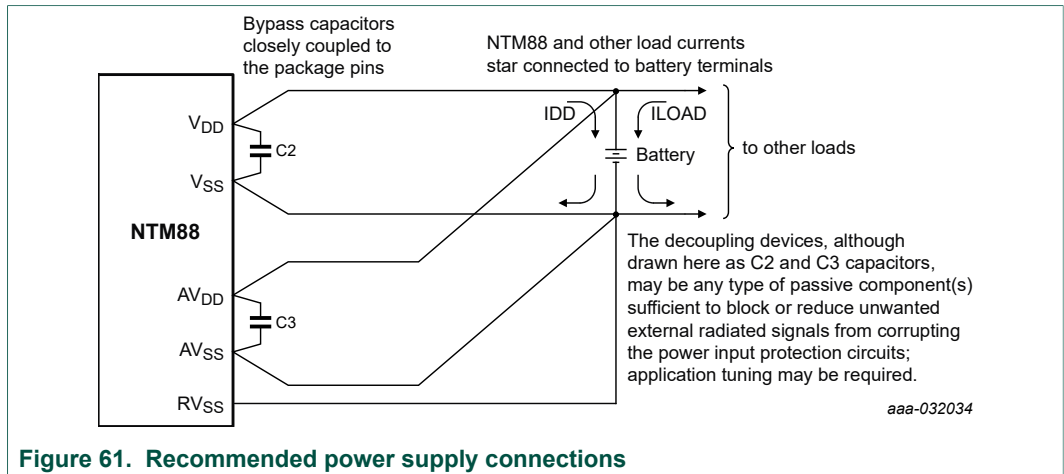 Bypass capacitors
closely coupled to
the package pins
NTM88 and other load currents
star connected to battery terminals
VDD
C2
VSS
NTM88
AVDD
C3
AVSS
RVSS
IDD
ILOAD
Battery
to other loads
The decoupling devices, although
drawn here as C2 and C3 capacitors,
may be any type of passive component(s)
sufficient to block or reduce unwanted
external radiated signals from corrupting
the power input protection circuits;
application tuning may be required.
aaa-032034
Figure 61. Recommended power supply connections